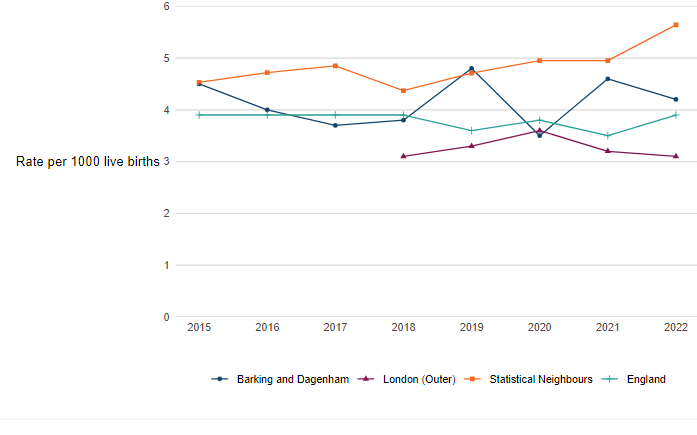 6
5
4
Rate per 1000 live births 3
2
1
0
2015 2016 2017 2018 2019 2020 2021 2022
Barking and Dagenham London (Outer) Statistical Neighbours England